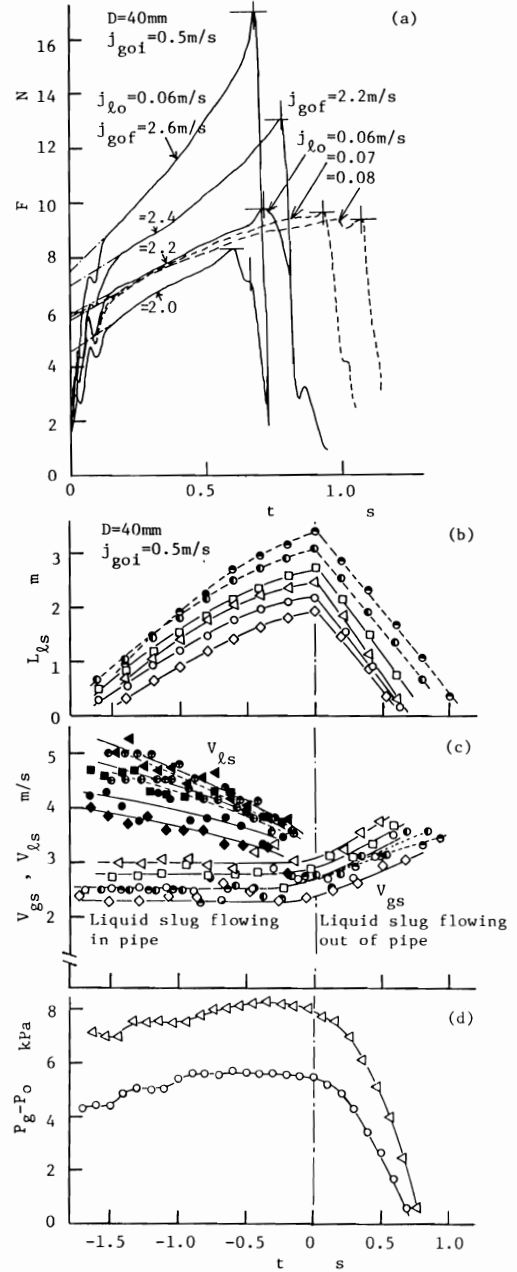 D=40mm
j_goi=0.5m/s
(a)
j_ℓo=0.06m/s
j_gof=2.6m/s
j_gof=2.2m/s
j_ℓo=0.06m/s
=0.07
=0.08
=2.4
=2.2
=2.0
F N
16
14
12
10
8
6
4
2
0
0 0.5 1.0
t s
D=40mm
j_goi=0.5m/s
(b)
L_ℓs m
3
2
1
0
(c)
V_gs , V_ℓs m/s
5
4
3
2
V_ℓs
V_gs
Liquid slug flowing in pipe
Liquid slug flowing out of pipe
(d)
P_g-P_o kPa
8
6
4
2
0
-1.5 -1.0 -0.5 0 0.5 1.0
t s